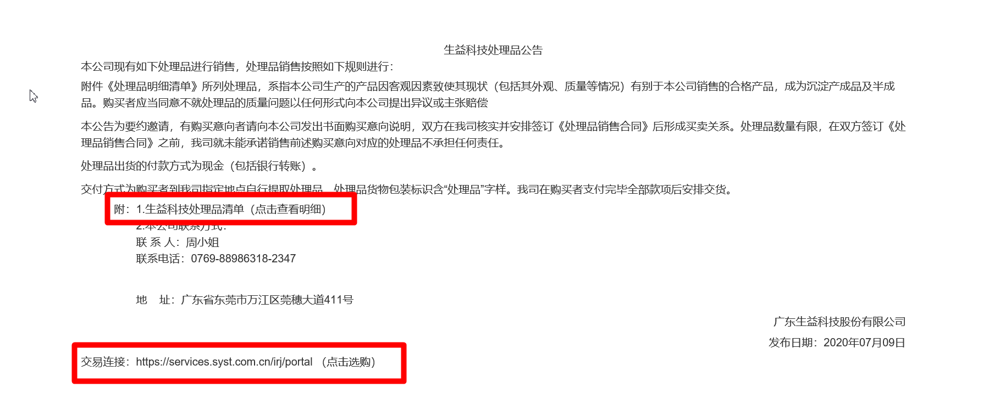 生益科技处理品公告
本公司现有如下处理品进行销售，处理品销售按照如下规则进行：
附件《处理品明细清单》所列处理品，系指本公司生产的产品因客观因素致使其现状（包括其外观、质量等情况）有别于本公司销售的合格产品，成为沉淀产成品及半成
品。购买者应当同意不就处理品的质量问题以任何形式向本公司提出异议或主张赔偿
本公告为要约邀请，有购买意向者请向本公司发出书面购买意向说明，双方在我司核实并安排签订《处理品销售合同》后形成买卖关系。处理品数量有限，在双方签订《处
理品销售合同》之前，我司就未能承诺销售前述购买意向对应的处理品不承担任何责任。
处理品出货的付款方式为现金（包括银行转账）。
交付方式为购买者到我司指定地点自行提取处理品，处理品货物包装标识含“处理品”字样。我司在购买者支付完毕全部款项后安排交货。
附：1.生益科技处理品清单（点击查看明细）
2.本公司联系方式：
联 系 人：周小姐
联系电话：0769-88986318-2347
地 址：广东省东莞市万江区莞穗大道411号
广东生益科技股份有限公司
发布日期：2020年07月09日
交易连接：https://services.syst.com.cn/irj/portal （点击选购）